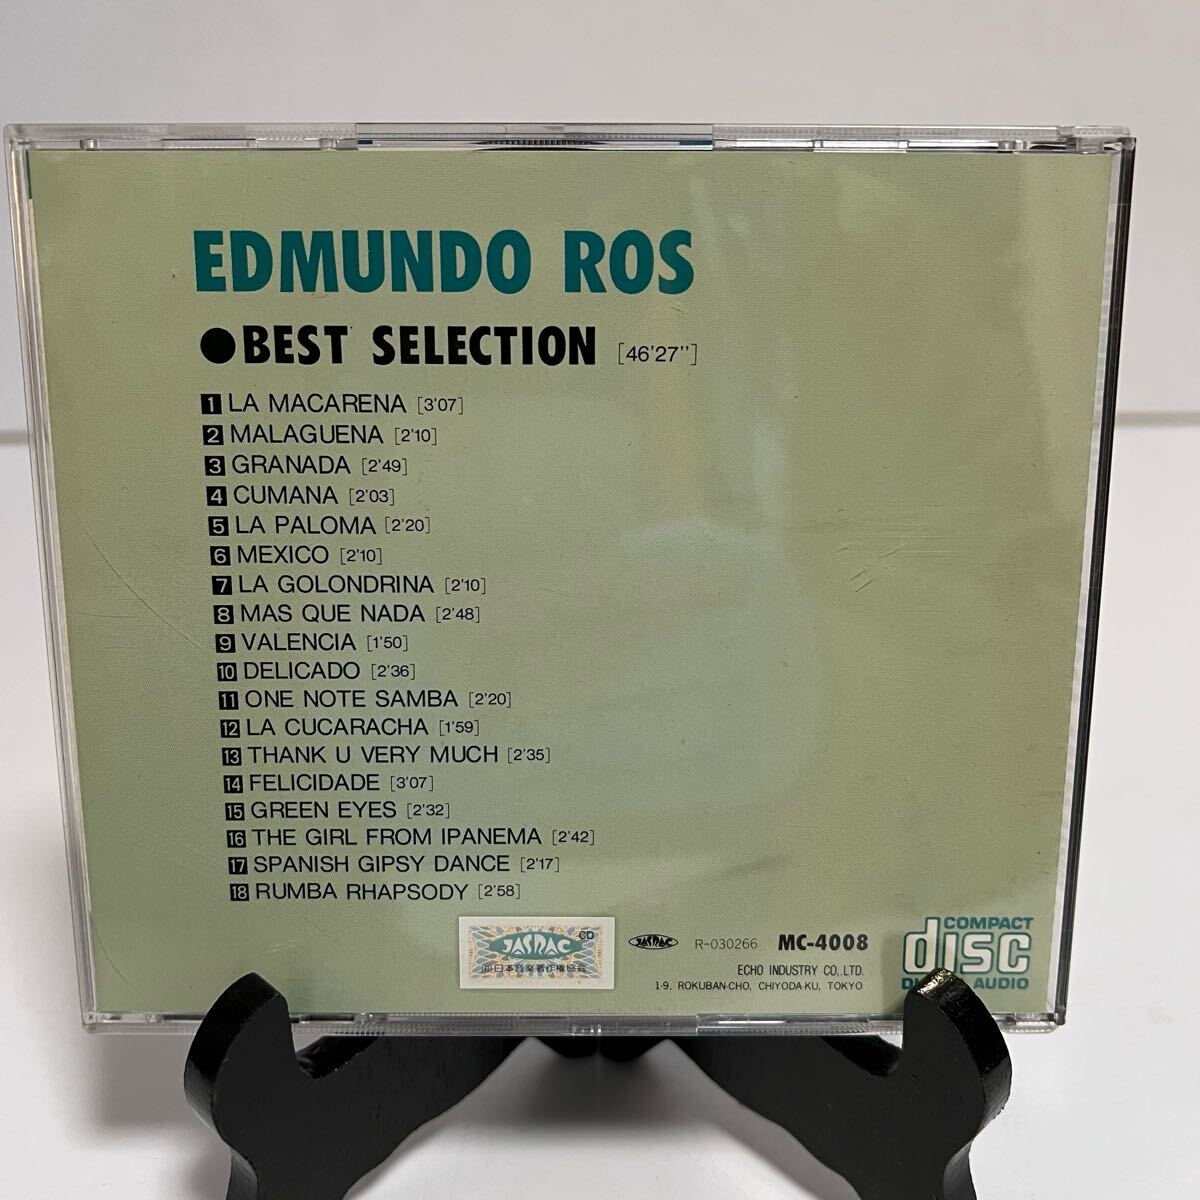 EDMUNDO ROS
●BEST SELECTION [46'27"]
1 LA MACARENA [3'07]
2 MALAGUENA [2'10]
3 GRANADA [2'49]
4 CUMANA [2'03]
5 LA PALOMA [2'20]
6 MEXICO [2'10]
7 LA GOLONDRINA [2'10]
8 MAS QUE NADA [2'48]
9 VALENCIA [1'50]
10 DELICADO [2'36]
11 ONE NOTE SAMBA [2'20]
12 LA CUCARACHA [1'59]
13 THANK U VERY MUCH [2'35]
14 FELICIDADE [3'07]
15 GREEN EYES [2'32]
16 THE GIRL FROM IPANEMA [2'42]
17 SPANISH GIPSY DANCE [2'17]
18 RUMBA RHAPSODY [2'58]
JASRAC CD
㈳日本音楽著作権協会
JASRAC R-030266 MC-4008
ECHO INDUSTRY CO., LTD.
1-9, ROKUBAN-CHO, CHIYODA-KU, TOKYO
COMPACT
disc
AUDIO